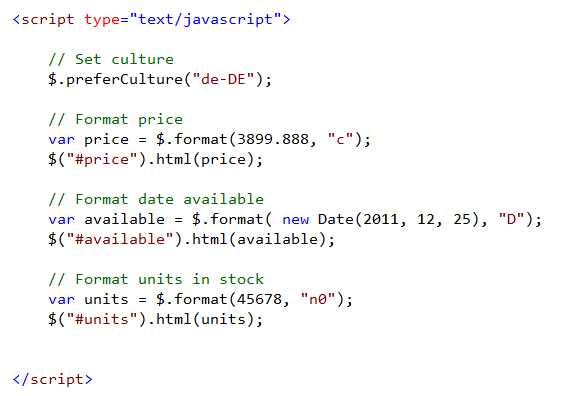 <script type="text/javascript">
// Set culture
$.preferCulture("de-DE");
// Format price
var price = $.format(3899.888, "c");
$("#price").html(price);
// Format date available
var available = $.format( new Date(2011, 12, 25), "D");
$("#available").html(available);
// Format units in stock
var units = $.format(45678, "n0");
$("#units").html(units);
</script>